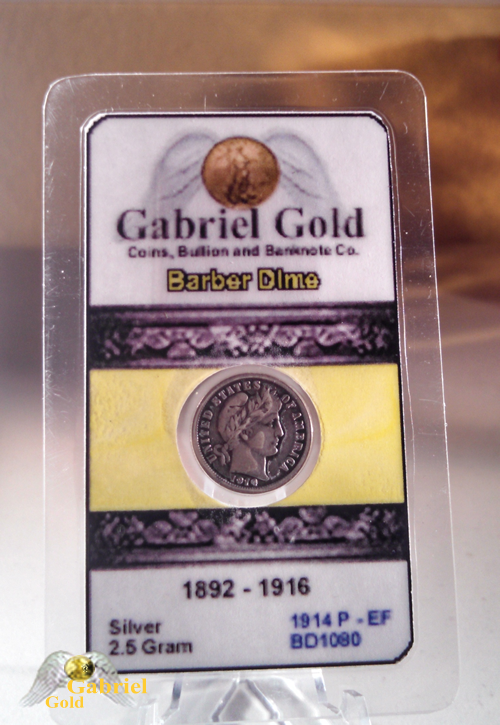 Gabriel Gold
Coins, Bullion and Banknote Co.
Barber Dime
UNITED STATES OF AMERICA
1892 - 1916
Silver
2.5 Gram
1914 P - EF
BD1080
Gabriel
Gold